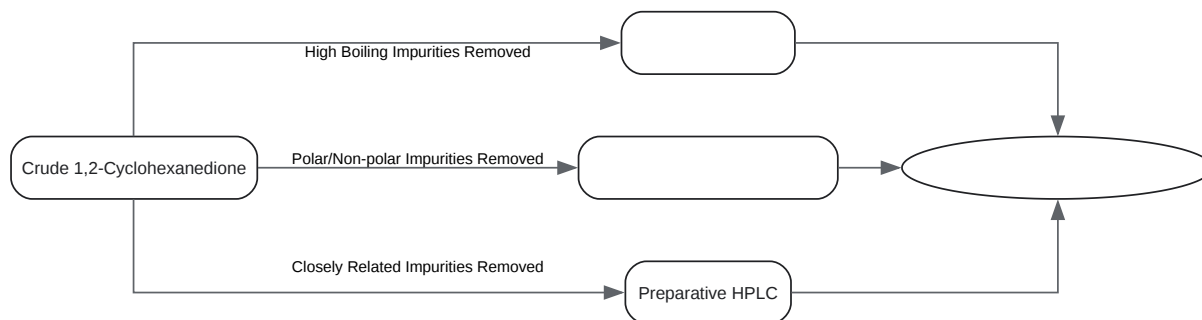 High Boiling Impurities Removed
Crude 1,2-Cyclohexanedione
Polar/Non-polar Impurities Removed
Closely Related Impurities Removed
Preparative HPLC